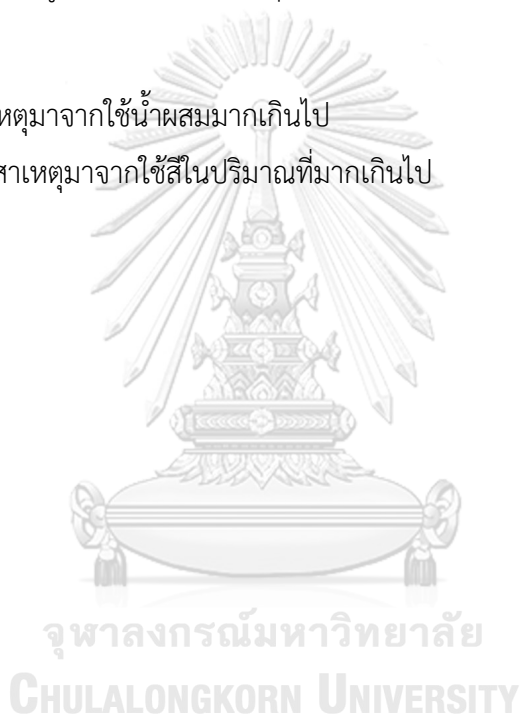 หตุมาจากใช้น้ำผสมมากเกินไป
สาเหตุมาจากใช้สีในปริมาณที่มากเกินไป
จุฬาลงกรณ์มหาวิทยาลัย
CHULALONGKORN UNIVERSITY